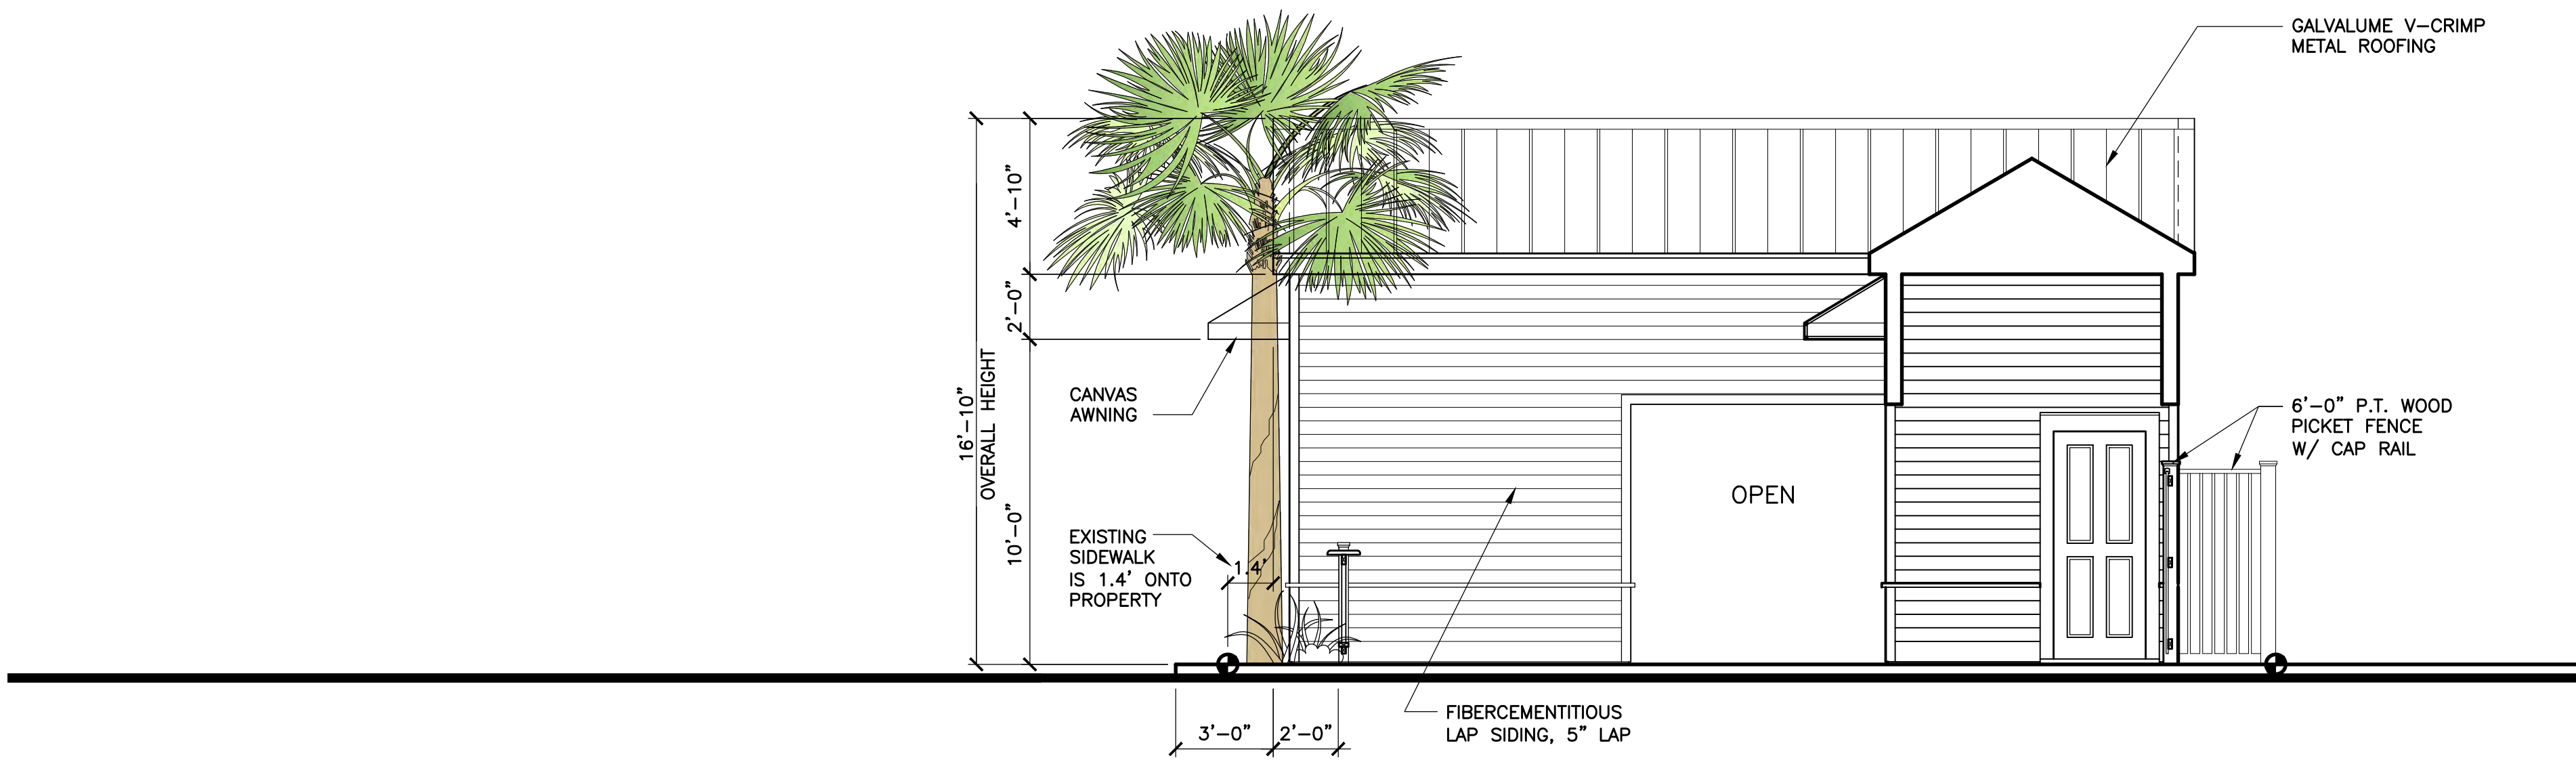 GALVALUME V-CRIMP
METAL ROOFING
4'-10"
2'-0"
16'-10"
OVERALL HEIGHT
10'-0"
CANVAS
AWNING
6'-0" P.T. WOOD
PICKET FENCE
W/ CAP RAIL
OPEN
EXISTING
SIDEWALK
IS 1.4' ONTO
PROPERTY
1.4'
FIBERCEMENTITIOUS
LAP SIDING, 5" LAP
3'-0"
2'-0"